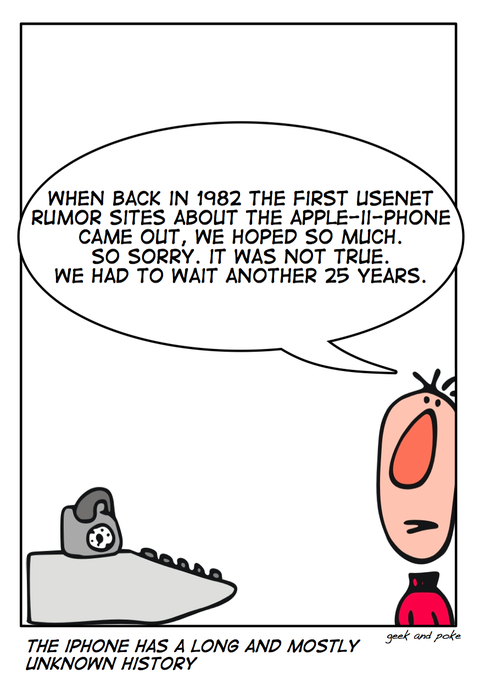 WHEN BACK IN 1982 THE FIRST USENET
RUMOR SITES ABOUT THE APPLE-II-PHONE
CAME OUT, WE HOPED SO MUCH.
SO SORRY. IT WAS NOT TRUE.
WE HAD TO WAIT ANOTHER 25 YEARS.
geek and poke
THE IPHONE HAS A LONG AND MOSTLY
UNKNOWN HISTORY